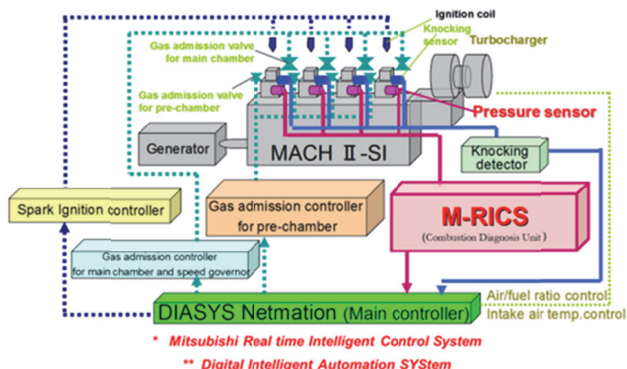 Ignition coil
Gas admission valve
for main chamber
Knocking
sensor
Turbocharger
Gas admission valve
for pre-chamber
Pressure sensor
Generator
MACH Ⅱ-SI
Knocking
detector
Spark Ignition controller
Gas admission controller
for pre-chamber
M-RICS
(Combustion Diagnosis Unit)
Gas admission controller
for main chamber and speed governor
Air/fuel ratio control
Intake air temp.control
DIASYS Netmation (Main controller)
* Mitsubishi Real time Intelligent Control System
** Digital Intelligent Automation SYStem